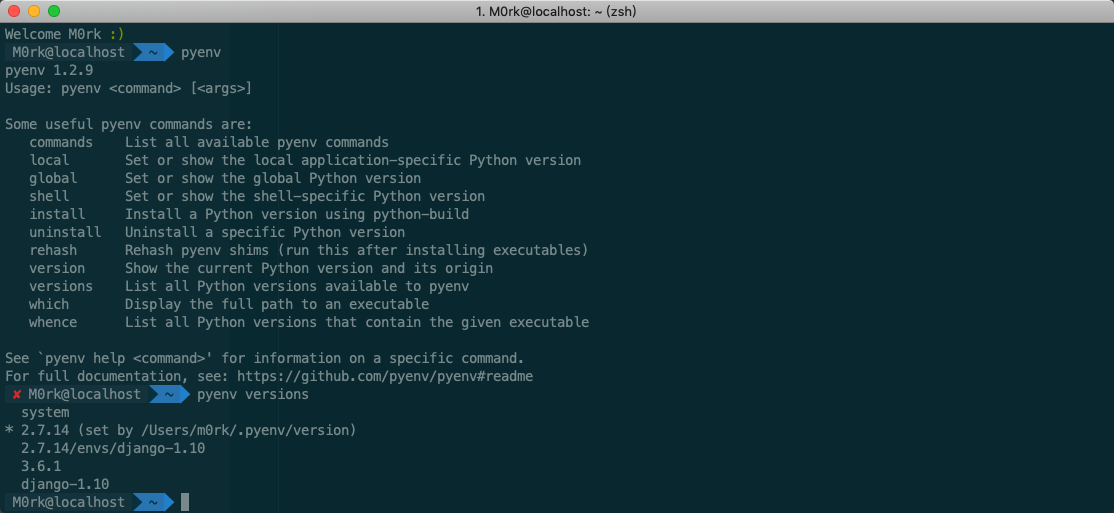 1. M0rk@localhost: ~ (zsh)
Welcome M0rk :)
M0rk@localhost ~ pyenv
pyenv 1.2.9
Usage: pyenv <command> [<args>]
Some useful pyenv commands are:
commands    List all available pyenv commands
local       Set or show the local application-specific Python version
global      Set or show the global Python version
shell       Set or show the shell-specific Python version
install     Install a Python version using python-build
uninstall   Uninstall a specific Python version
rehash      Rehash pyenv shims (run this after installing executables)
version     Show the current Python version and its origin
versions    List all Python versions available to pyenv
which       Display the full path to an executable
whence      List all Python versions that contain the given executable
See `pyenv help <command>' for information on a specific command.
For full documentation, see: https://github.com/pyenv/pyenv#readme
✘ M0rk@localhost ~ pyenv versions
system
* 2.7.14 (set by /Users/m0rk/.pyenv/version)
2.7.14/envs/django-1.10
3.6.1
django-1.10
M0rk@localhost ~